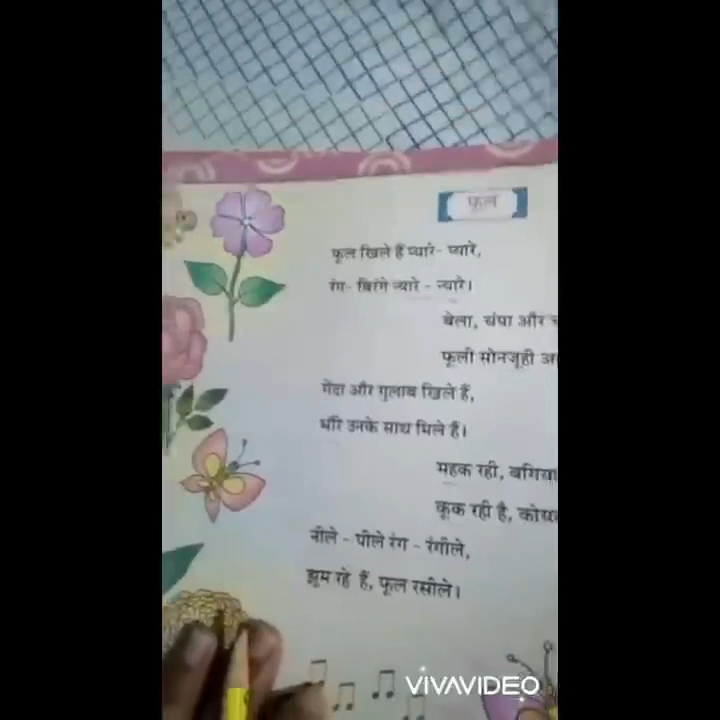 फूल
फूल खिले हैं प्यारे- प्यारे,
रंग- बिरंगे न्यारे - न्यारे।
बेला, चंपा और
फूली सोनजूही
गेंदा और गुलाब खिले हैं,
भौंरे उनके साथ मिले हैं।
महक रही, बगिया
कूक रही है,
नीले - पीले रंग - रंगीले,
झूम रहे हैं, फूल रसीले।
VIVAVIDEO